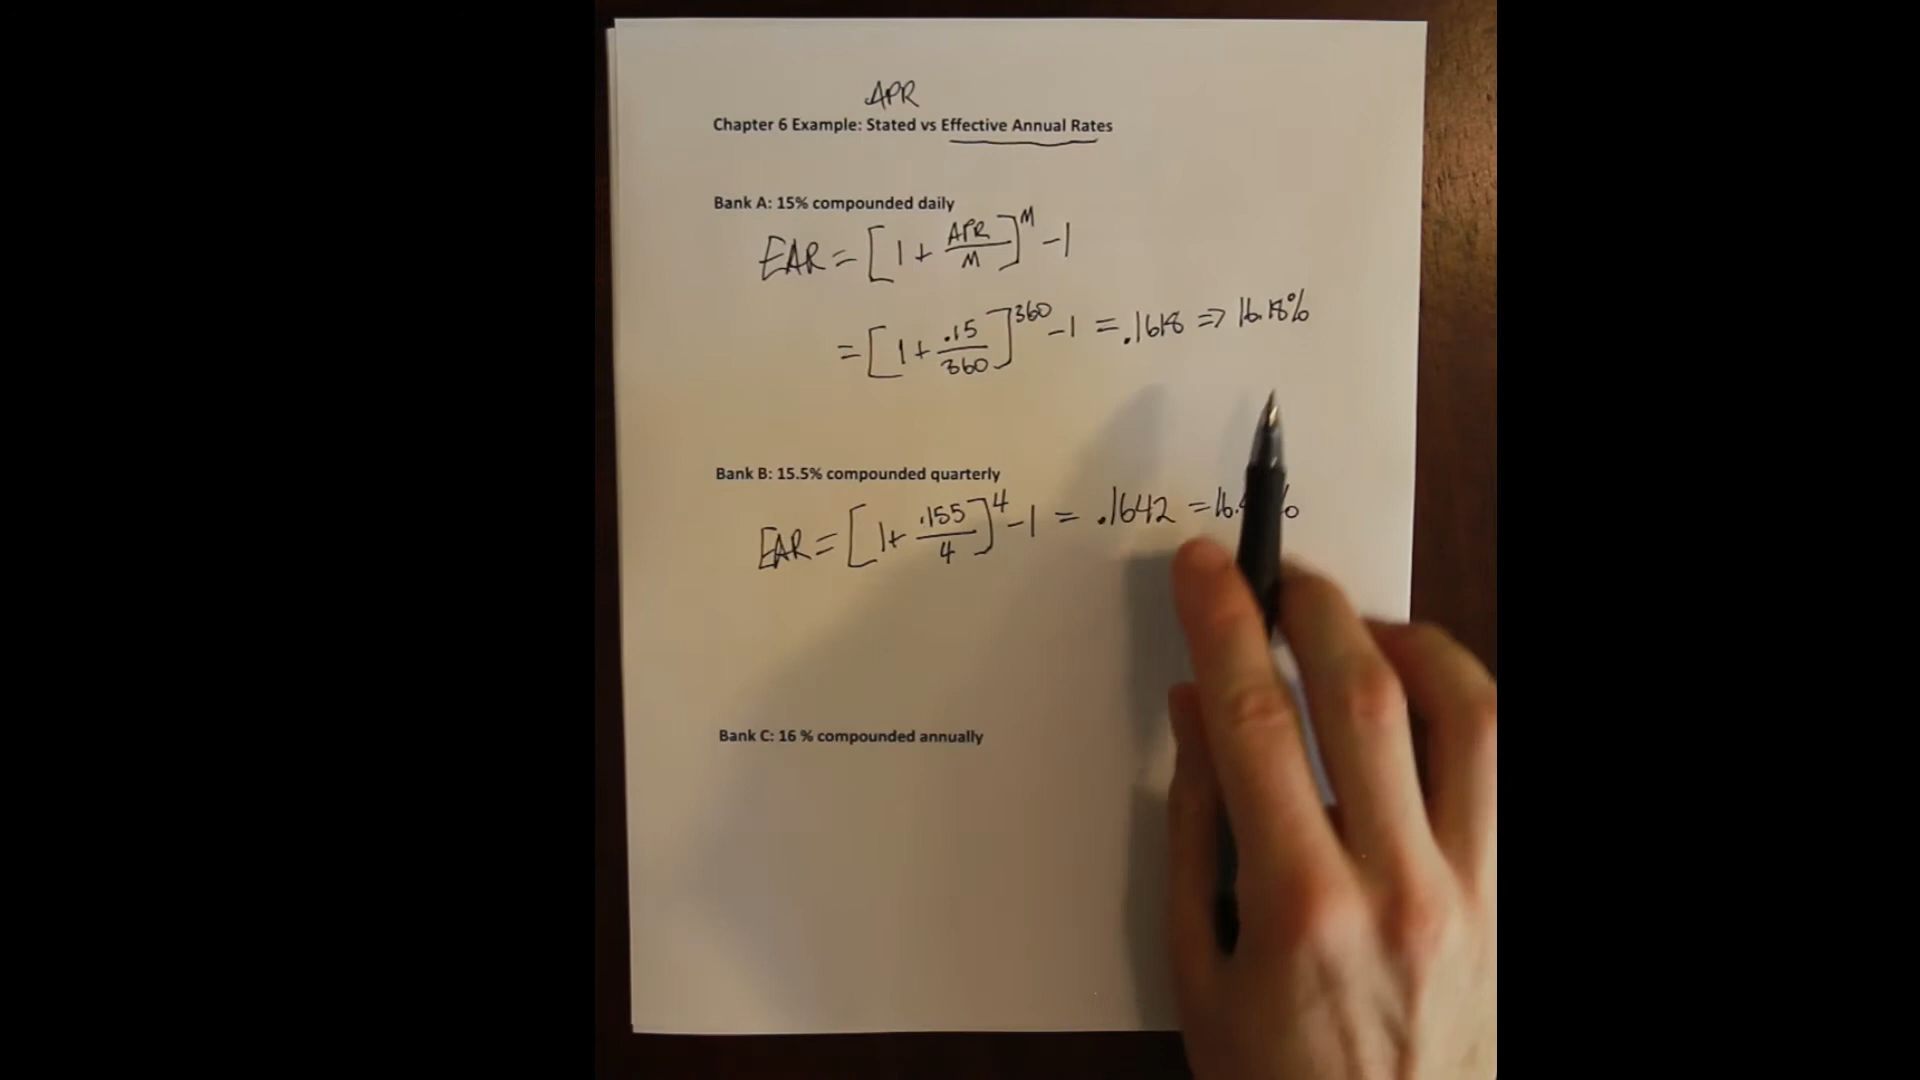 APR
Chapter 6 Example: Stated vs Effective Annual Rates
Bank A: 15% compounded daily
EAR = [1 + APR/M]^M - 1
= [1 + .15/360]^360 - 1 = .1618 ⇒ 16.18%
Bank B: 15.5% compounded quarterly
EAR = [1 + .155/4]^4 - 1 = .1642 =
Bank C: 16 % compounded annually